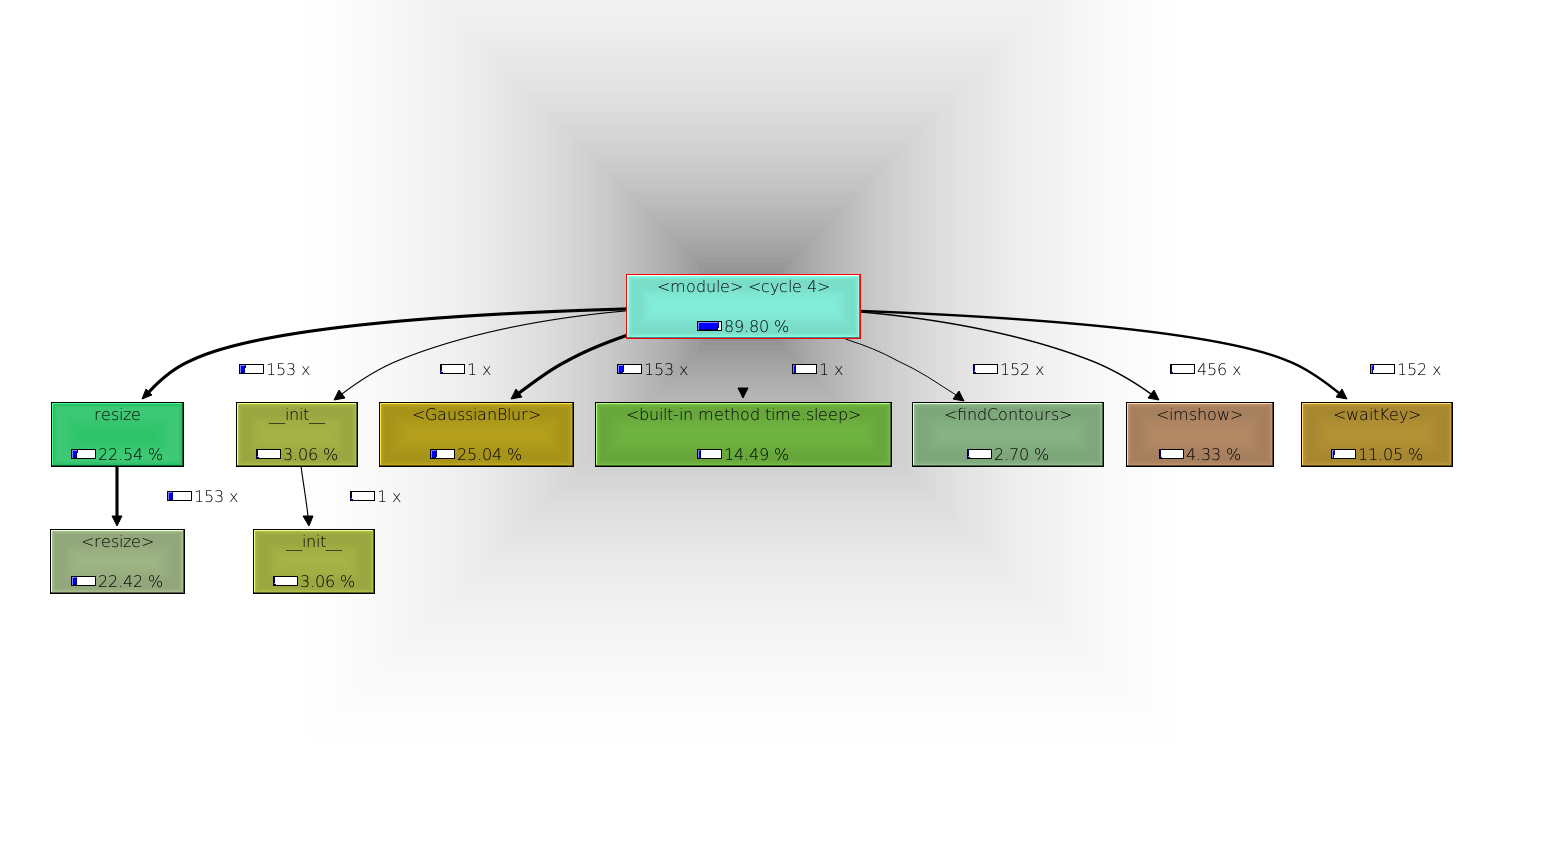 <module> <cycle 4>
89.80 %
153 x
1 x
153 x
1 x
152 x
456 x
152 x
resize
22.54 %
__init__
3.06 %
<GaussianBlur>
25.04 %
<built-in method time.sleep>
14.49 %
<findContours>
2.70 %
<imshow>
4.33 %
<waitKey>
11.05 %
153 x
1 x
<resize>
22.42 %
__init__
3.06 %